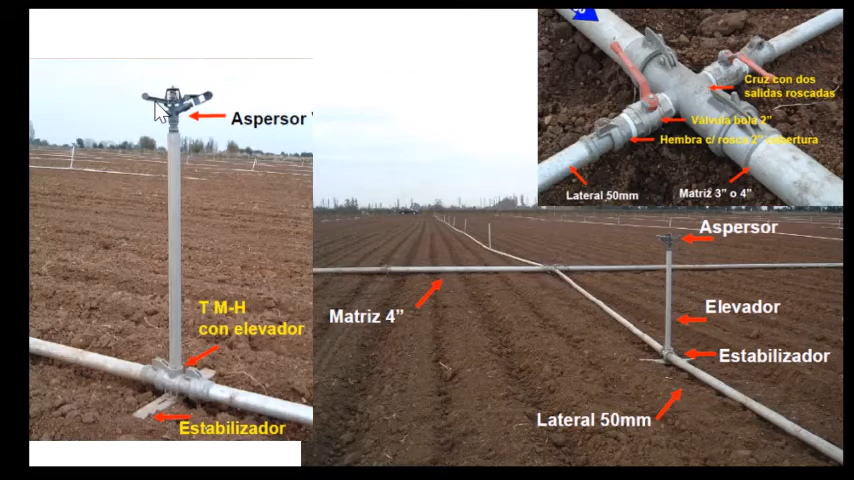 Aspersor
T M-H
con elevador
Estabilizador
Cruz con dos
salidas roscadas
Válvula bola 2"
Hembra c/ rosca 2"
Lateral 50mm
Matriz 3" o 4"
Aspersor
Matriz 4"
Elevador
Estabilizador
Lateral 50mm